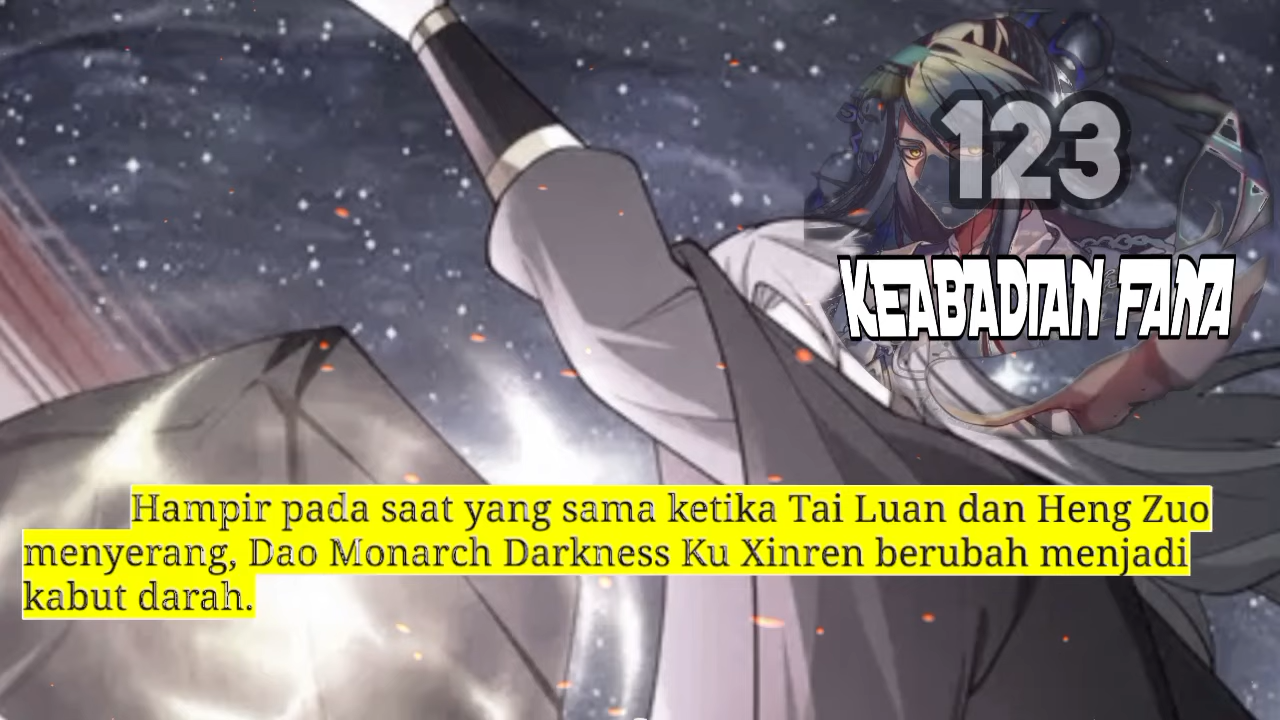 123
KEABADIAN FANA
Hampir pada saat yang sama ketika Tai Luan dan Heng Zuo
menyerang, Dao Monarch Darkness Ku Xinren berubah menjadi
kabut darah.